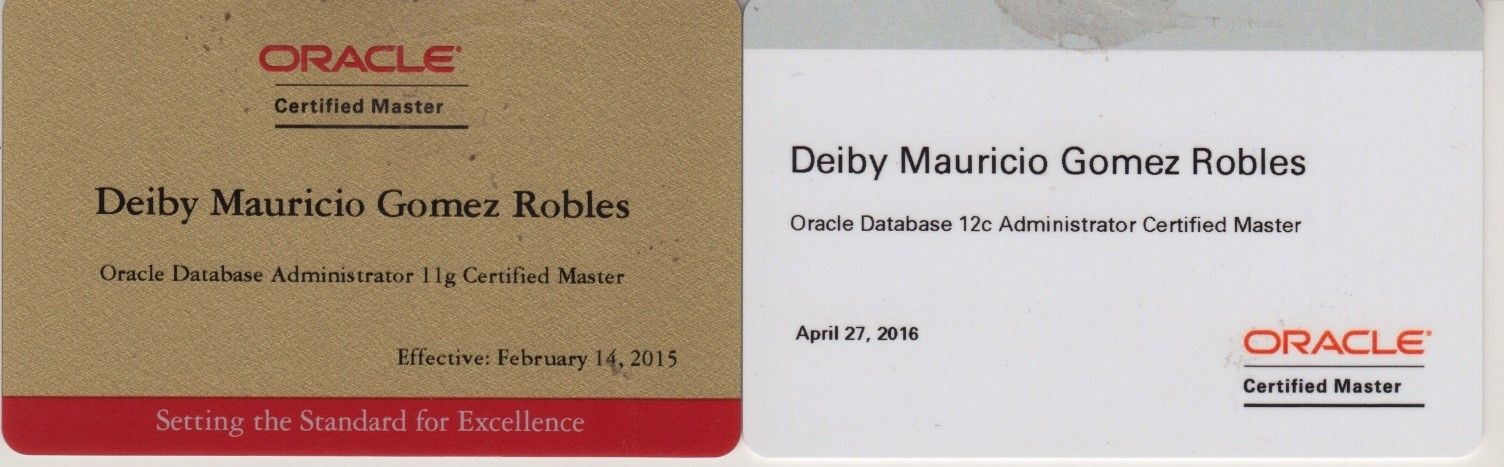 ORACLE
Certified Master
Deiby Mauricio Gomez Robles
Oracle Database Administrator 11g Certified Master
Effective: February 14, 2015
Setting the Standard for Excellence
Deiby Mauricio Gomez Robles
Oracle Database 12c Administrator Certified Master
April 27, 2016
ORACLE
Certified Master